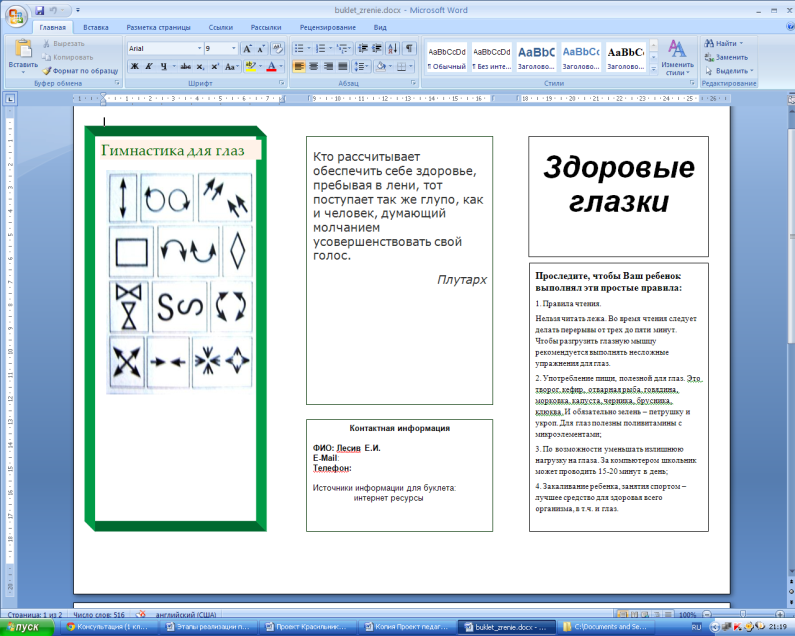 buklet_zrenie.docx - Microsoft Word
Главная
Вставка
Разметка страницы
Ссылки
Рассылки
Рецензирование
Вид
Вставить
Вырезать
Копировать
Формат по образцу
Буфер обмена
Arial
9
Ж К Ч
Шрифт
Абзац
AaBbCcDd
¶ Обычный
AaBbCcDd
¶ Без инте...
AaBbC
Заголово...
AaBbCc
Заголово...
AaBbC
Заголово...
Изменить
стили
Стили
Найти
Заменить
Выделить
Редактирование
Гимнастика для глаз
Кто рассчитывает
обеспечить себе здоровье,
пребывая в лени, тот
поступает так же глупо, как
и человек, думающий
молчанием
усовершенствовать свой
голос.
Плутарх
Контактная информация
ФИО: Лесив Е.И.
E-Mail:
Телефон:
Источники информации для буклета:
интернет ресурсы
Здоровые
глазки
Проследите, чтобы Ваш ребенок
выполнял эти простые правила:
1. Правила чтения.
Нельзя читать лежа. Во время чтения следует
делать перерывы от трех до пяти минут.
Чтобы разгрузить глазную мышцу
рекомендуется выполнять несложные
упражнения для глаз.
2. Употребление пищи, полезной для глаз. Это
творог, кефир, отварная рыба, говядина,
морковка, капуста, черника, брусника,
клюква. И обязательно зелень – петрушку и
укроп. Для глаз полезны поливитамины с
микроэлементами;
3. По возможности уменьшать излишнюю
нагрузку на глаза. За компьютером школьник
может проводить 15-20 минут в день;
4. Закаливание ребенка, занятия спортом –
лучшее средство для здоровья всего
организма, в т.ч. и глаз.
Страница: 1 из 2
Число слов: 516
английский (США)
100%
пуск
Консультация (1 кл...
Этапы реализации п...
Проект Красильник...
Копия Проект педаг...
buklet_zrenie.docx - ...
C:\Documents and Se...
RU
21:19